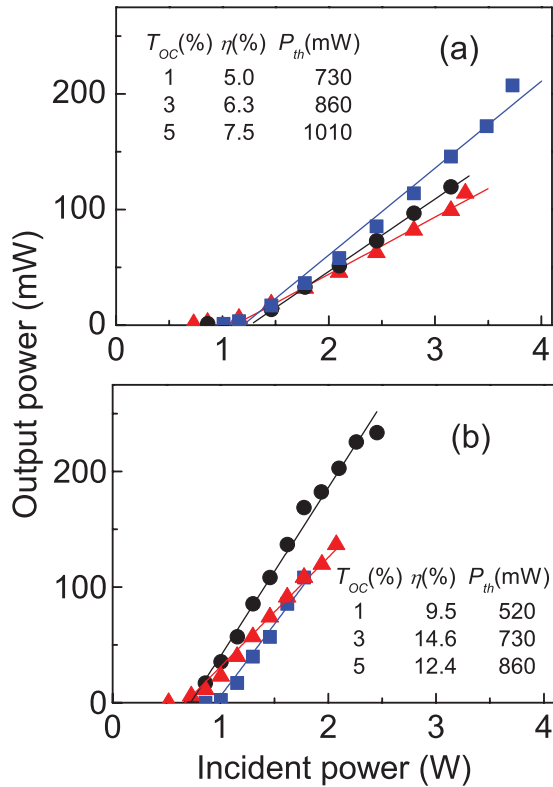 (a)
T_OC(%) η(%) P_th(mW)
1 5.0 730
3 6.3 860
5 7.5 1010
200
100
0
0 1 2 3 4
Output power (mW)
(b)
200
100
0
T_OC(%) η(%) P_th(mW)
1 9.5 520
3 14.6 730
5 12.4 860
0 1 2 3 4
Incident power (W)